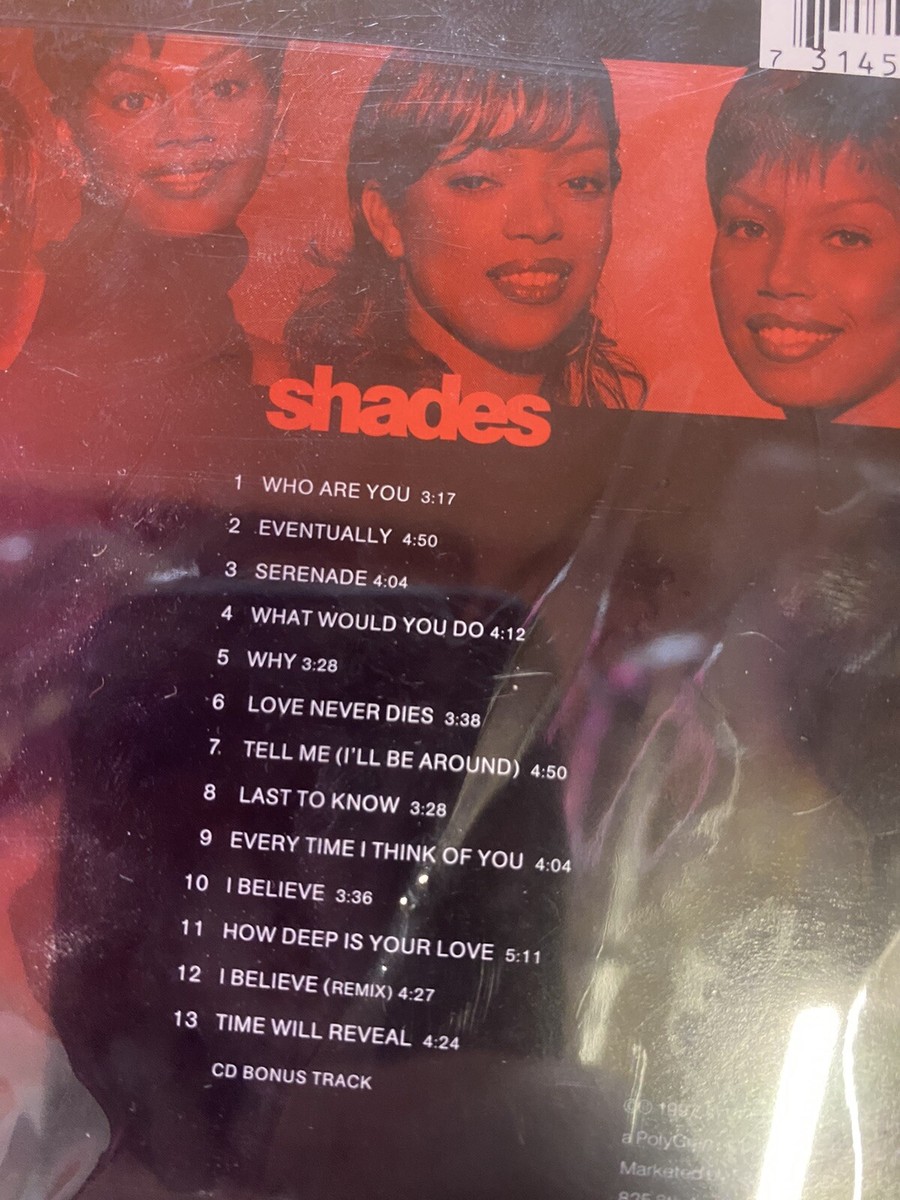 7 3145
shades
1 WHO ARE YOU 3:17
2 EVENTUALLY 4:50
3 SERENADE 4:04
4 WHAT WOULD YOU DO 4:12
5 WHY 3:28
6 LOVE NEVER DIES 3:38
7 TELL ME (I'LL BE AROUND) 4:50
8 LAST TO KNOW 3:28
9 EVERY TIME I THINK OF YOU 4:04
10 I BELIEVE 3:36
11 HOW DEEP IS YOUR LOVE 5:11
12 I BELIEVE (REMIX) 4:27
13 TIME WILL REVEAL 4:24
CD BONUS TRACK
©℗ 1997
a
Marketed